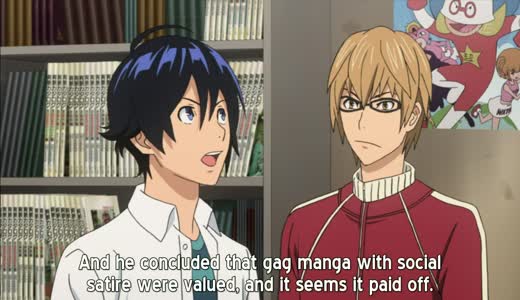 And he concluded that gag manga with social
satire were valued, and it seems it paid off.